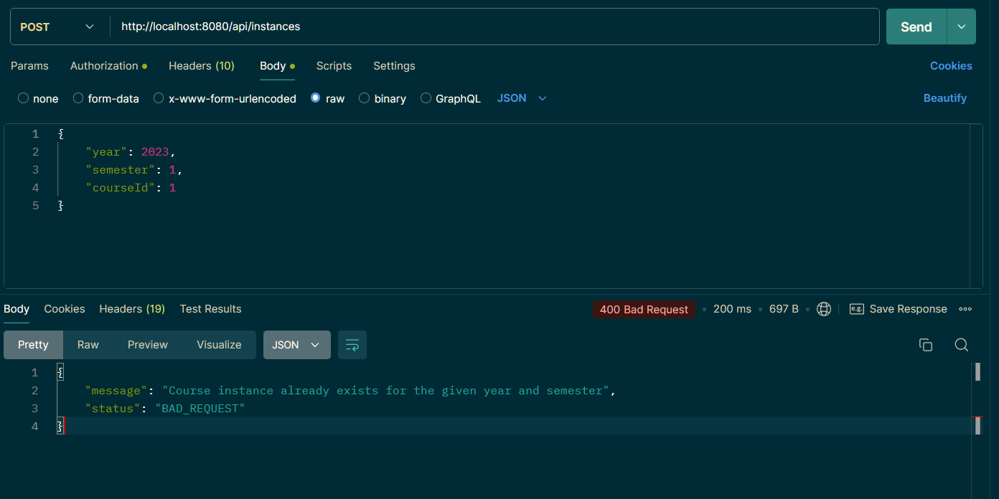 POST http://localhost:8080/api/instances Send
Params Authorization Headers (10) Body Scripts Settings Cookies
none form-data x-www-form-urlencoded raw binary GraphQL JSON Beautify
1 {
2 "year": 2023,
3 "semester": 1,
4 "courseId": 1
5 }
Body Cookies Headers (19) Test Results 400 Bad Request 200 ms 697 B e.g. Save Response
Pretty Raw Preview Visualize JSON
1 {
2 "message": "Course instance already exists for the given year and semester",
3 "status": "BAD_REQUEST"
4 }